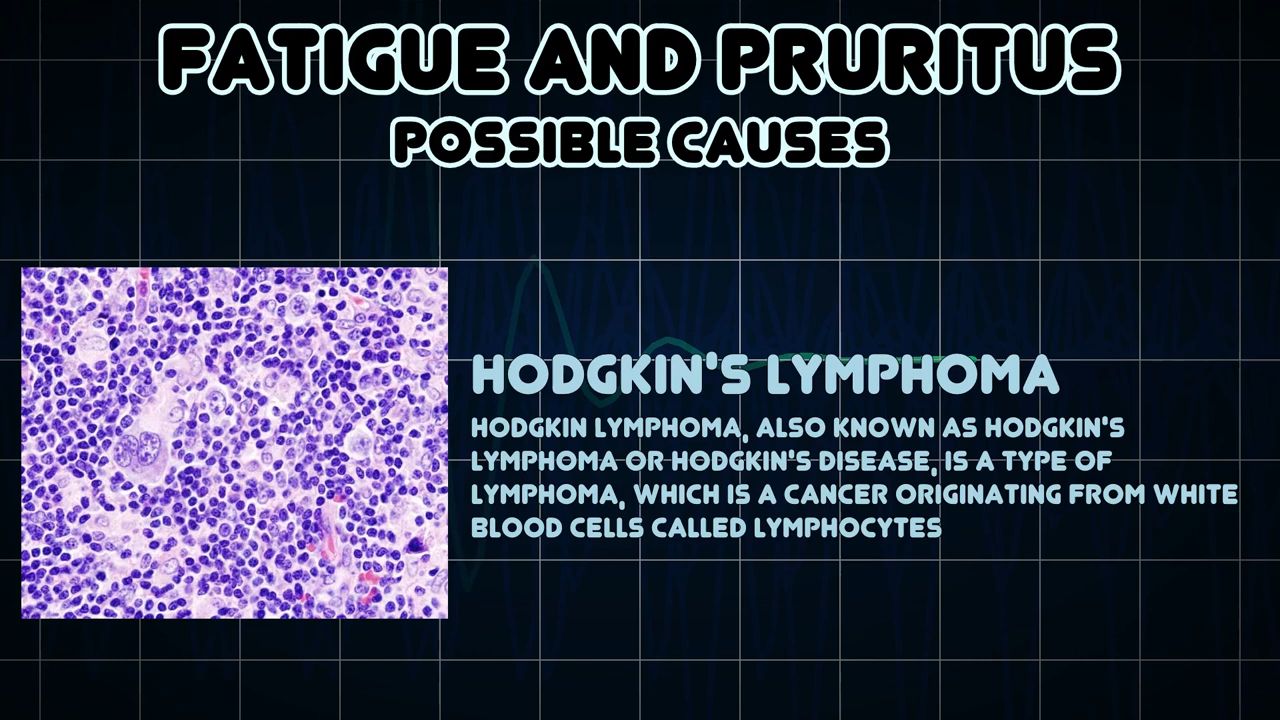 FATIGUE AND PRURITUS
POSSIBLE CAUSES
HODGKIN'S LYMPHOMA
HODGKIN LYMPHOMA, ALSO KNOWN AS HODGKIN'S
LYMPHOMA OR HODGKIN'S DISEASE, IS A TYPE OF
LYMPHOMA, WHICH IS A CANCER ORIGINATING FROM WHITE
BLOOD CELLS CALLED LYMPHOCYTES